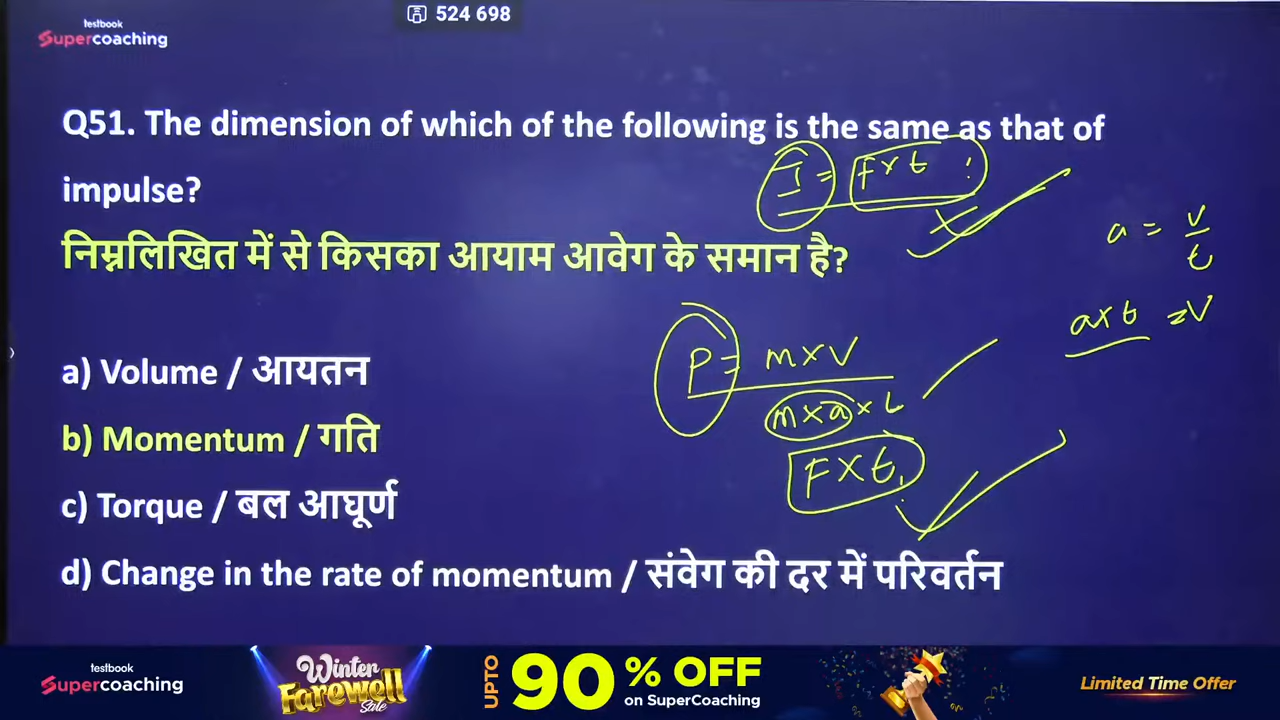 524 698
testbook
Supercoaching
Q51. The dimension of which of the following is the same as that of
impulse?
I = F×t
निम्नलिखित में से किसका आयाम आवेग के समान है?
a = v/t
a×t = V
P = m×V
m×a×t
F×t
a) Volume / आयतन
b) Momentum / गति
c) Torque / बल आघूर्ण
d) Change in the rate of momentum / संवेग की दर में परिवर्तन
testbook
Supercoaching
Winter
Farewell
Sale
UPTO
90% OFF
on SuperCoaching
Limited Time Offer